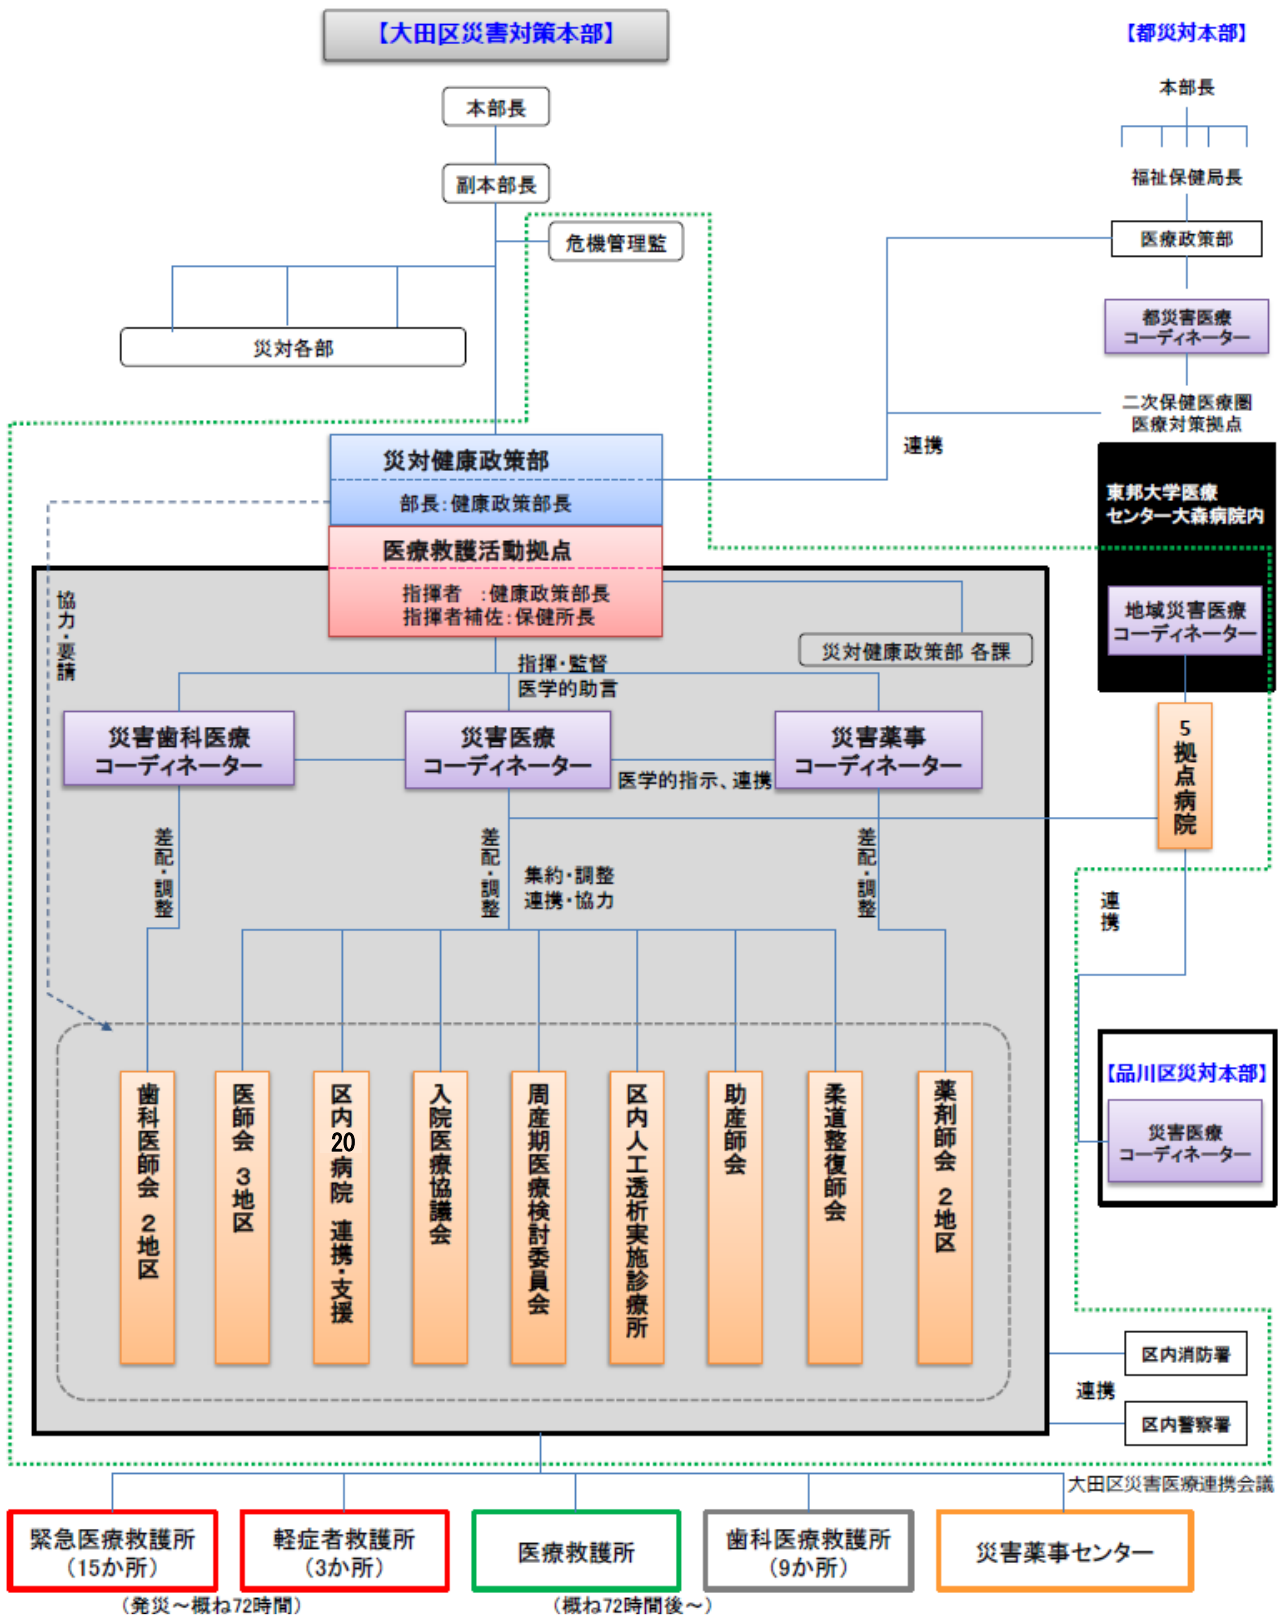 【大田区災害対策本部】
【都災対本部】
本部長
副本部長
危機管理監
災対各部
本部長
福祉保健局長
医療政策部
都災害医療
コーディネーター
二次保健医療圏
医療対策拠点
連携
災対健康政策部
部長：健康政策部長
医療救護活動拠点
指揮者　：健康政策部長
指揮者補佐：保健所長
東邦大学医療
センター大森病院内
地域災害医療
コーディネーター
協力・要請
災対健康政策部 各課
指揮・監督
医学的助言
災害歯科医療
コーディネーター
災害医療
コーディネーター
災害薬事
コーディネーター
医学的指示、連携
5拠点病院
差配・調整
差配・調整
集約・調整
連携・協力
差配・調整
連携
歯科医師会 2地区
医師会 3地区
区内20病院 連携・支援
入院医療協議会
周産期医療検討委員会
区内人工透析実施診療所
助産師会
柔道整復師会
薬剤師会 2地区
【品川区災対本部】
災害医療
コーディネーター
区内消防署
連携
区内警察署
大田区災害医療連携会議
緊急医療救護所
（15か所）
軽症者救護所
（3か所）
医療救護所
歯科医療救護所
（9か所）
災害薬事センター
（発災～概ね72時間）
（概ね72時間後～）